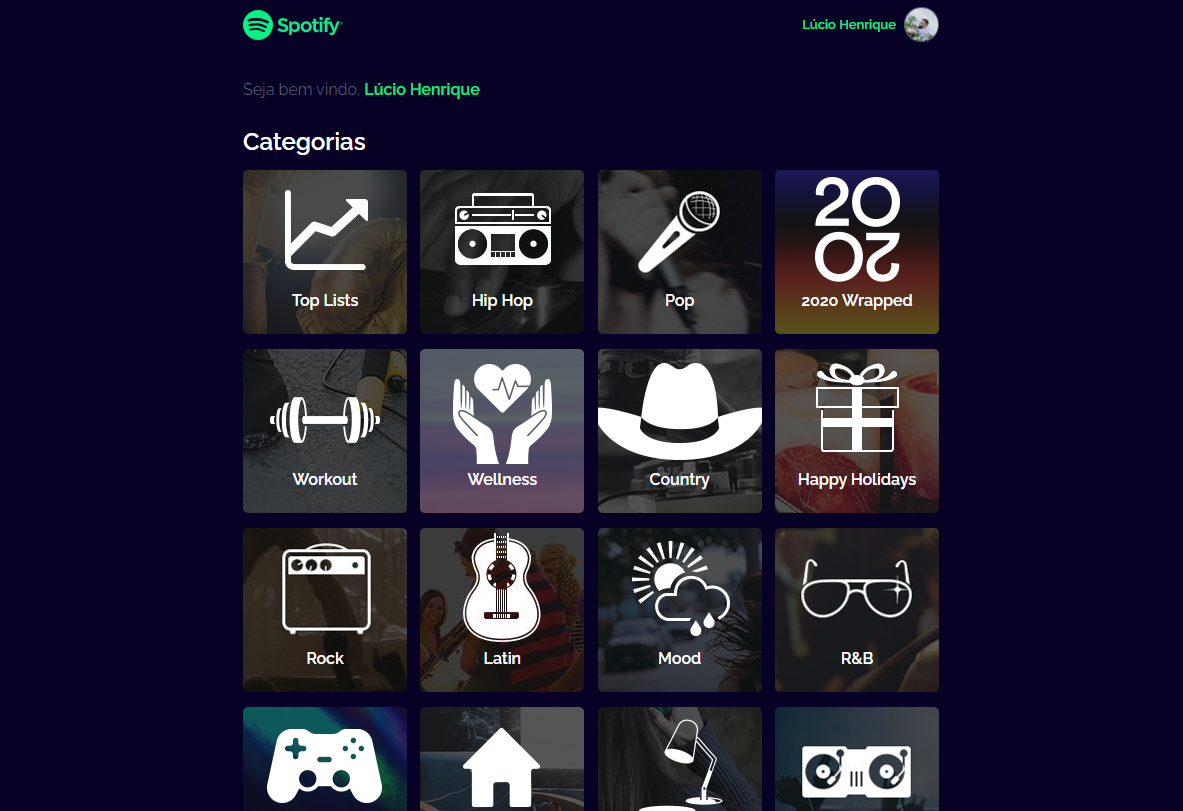 Spotify
Lúcio Henrique
Seja bem vindo, Lúcio Henrique
Categorias
Top Lists
Hip Hop
Pop
2020
2020 Wrapped
Workout
Wellness
Country
Happy Holidays
Rock
Latin
Mood
R&B